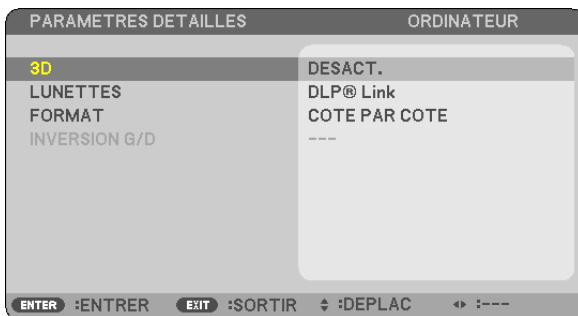 PARAMETRES DETAILLES ORDINATEUR
3D DESACT.
LUNETTES DLP® Link
FORMAT COTE PAR COTE
INVERSION G/D ---
ENTER :ENTRER EXIT :SORTIR :DEPLAC :---